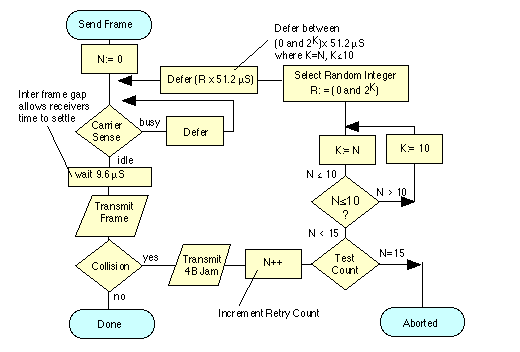 Send Frame
N:= 0
Defer between
(0 and 2K)x 51.2 µS
where K=N, K≤10
Defer (R x 51.2 µS)
Select Random Integer
R: = (0 and 2K)
Inter frame gap
allows receivers
time to settle
Carrier
Sense
busy
Defer
idle
wait 9.6 µS
K:= N
K:= 10
N ≤ 10
N > 10
N≤10
?
Transmit
Frame
N < 15
Collision
yes
no
Transmit
4B Jam
N++
Test
Count
N=15
Increment Retry Count
Done
Aborted